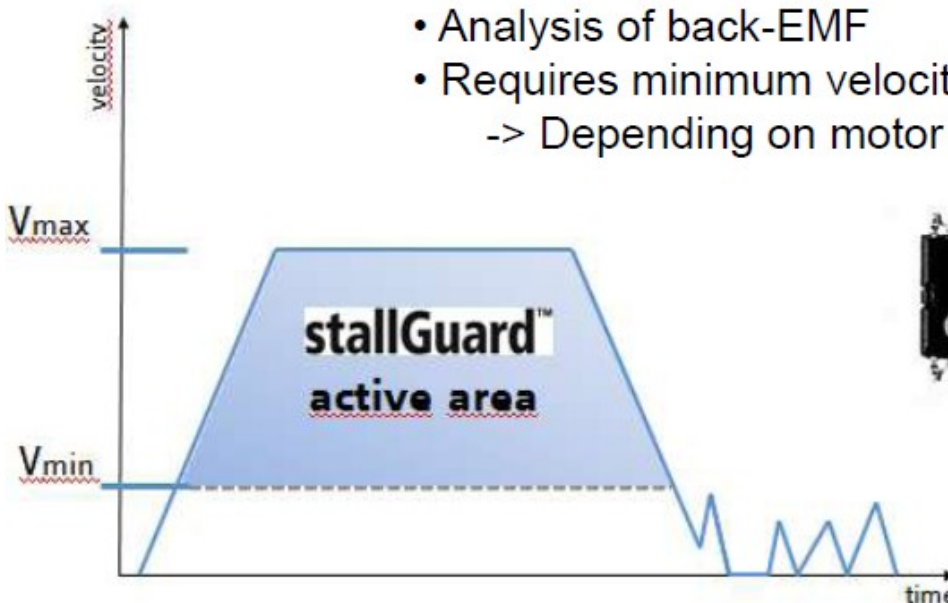 • Analysis of back-EMF
• Requires minimum velocit
-> Depending on motor
velocity
Vmax
stallGuard™
active area
Vmin
time